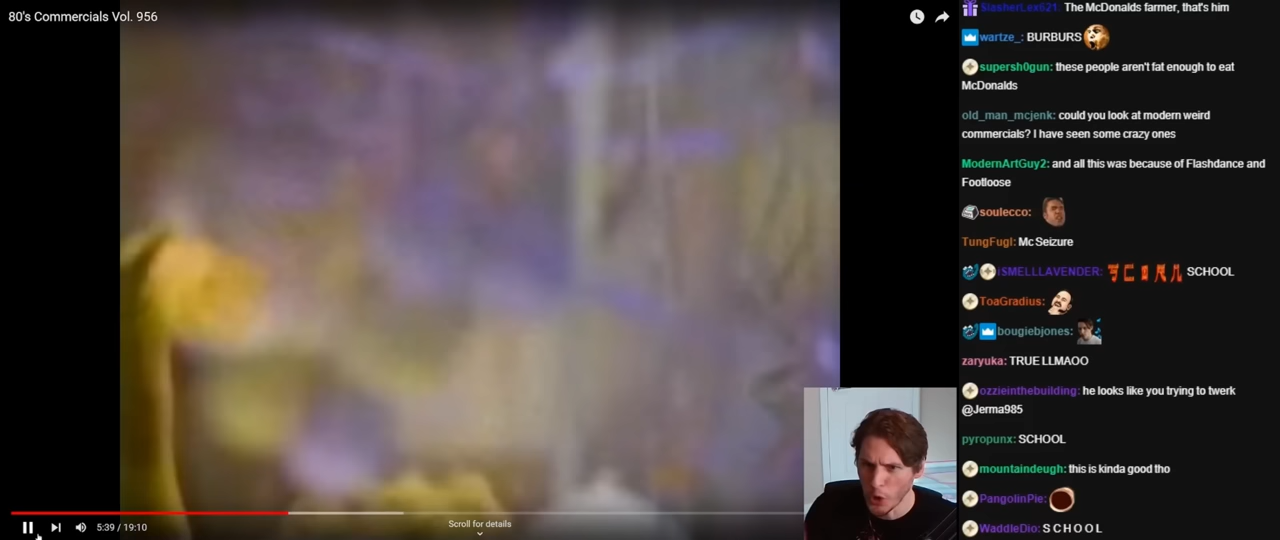 80's Commercials Vol. 956
5:39 / 19:10
Scroll for details
SlasherLex621: The McDonalds farmer, that's him
wartze_: BURBURS
supersh0gun: these people aren't fat enough to eat
McDonalds
old_man_mcjenk: could you look at modern weird
commercials? I have seen some crazy ones
ModernArtGuy2: and all this was because of Flashdance and
Footloose
soulecco:
TungFugl: Mc Seizure
iSMELLLAVENDER: SCHOOL
ToaGradius:
bougiebjones:
zaryuka: TRUE LLMAOO
ozzieinthebuilding: he looks like you trying to twerk
@Jerma985
pyropunx: SCHOOL
mountaindeugh: this is kinda good tho
PangolinPie:
WaddleDio: S C H O O L